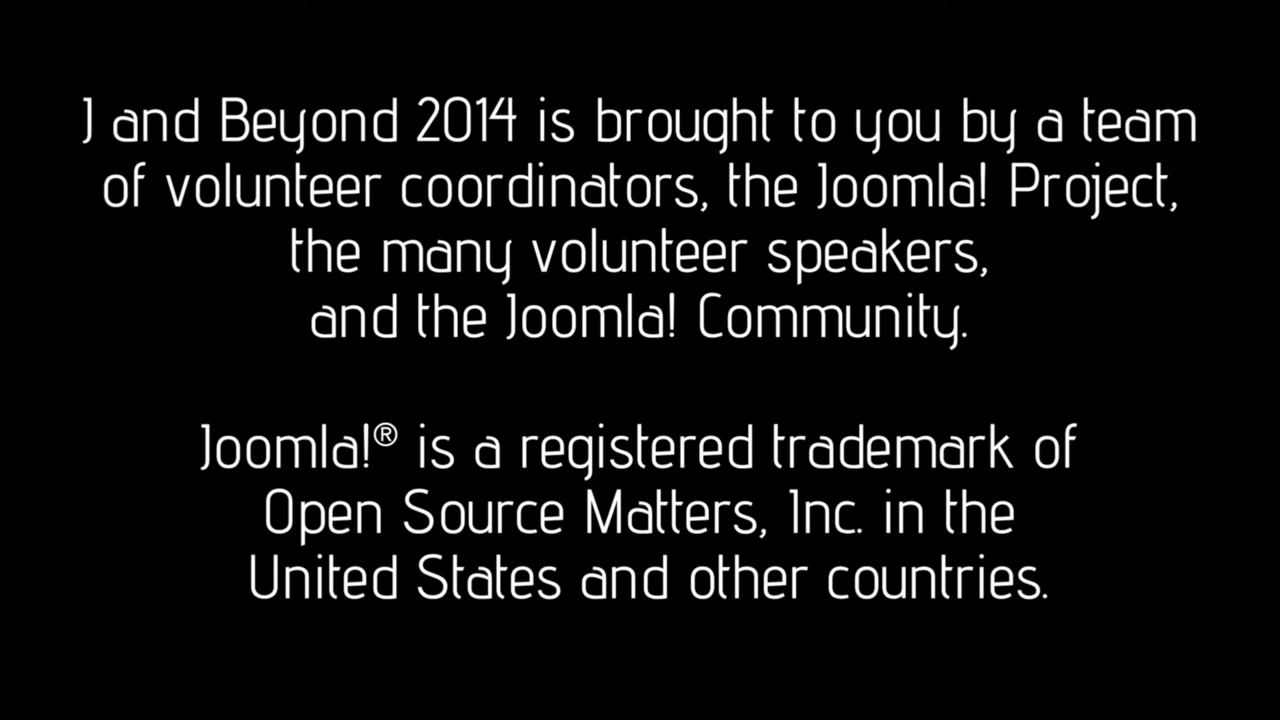 J and Beyond 2014 is brought to you by a team
of volunteer coordinators, the Joomla! Project,
the many volunteer speakers,
and the Joomla! Community.
Joomla!® is a registered trademark of
Open Source Matters, Inc. in the
United States and other countries.